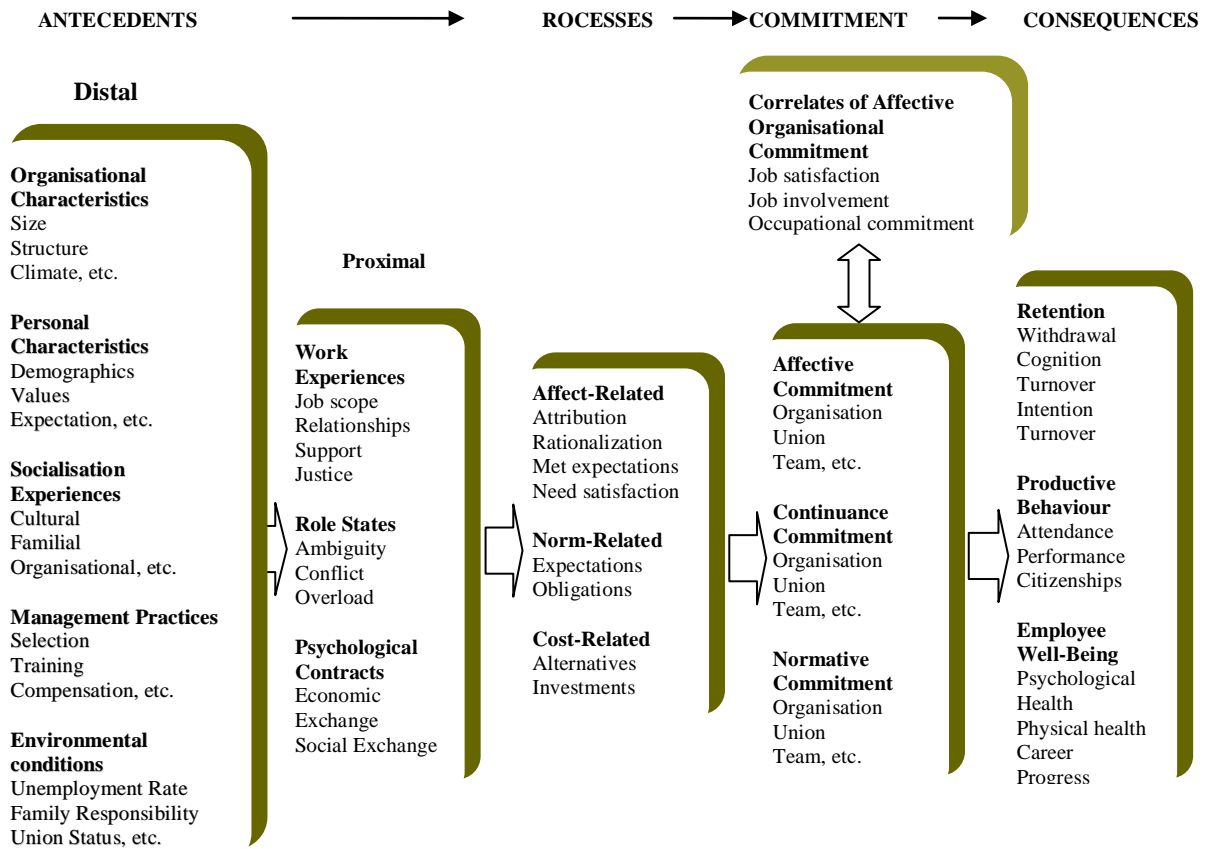 ANTECEDENTS
ROCESSES
COMMITMENT
CONSEQUENCES
Distal
Organisational
Characteristics
Size
Structure
Climate, etc.
Personal
Characteristics
Demographics
Values
Expectation, etc.
Socialisation
Experiences
Cultural
Familial
Organisational, etc.
Management Practices
Selection
Training
Compensation, etc.
Environmental
conditions
Unemployment Rate
Family Responsibility
Union Status, etc.
Proximal
Work
Experiences
Job scope
Relationships
Support
Justice
Role States
Ambiguity
Conflict
Overload
Psychological
Contracts
Economic
Exchange
Social Exchange
Affect-Related
Attribution
Rationalization
Met expectations
Need satisfaction
Norm-Related
Expectations
Obligations
Cost-Related
Alternatives
Investments
Correlates of Affective
Organisational
Commitment
Job satisfaction
Job involvement
Occupational commitment
Affective
Commitment
Organisation
Union
Team, etc.
Continuance
Commitment
Organisation
Union
Team, etc.
Normative
Commitment
Organisation
Union
Team, etc.
Retention
Withdrawal
Cognition
Turnover
Intention
Turnover
Productive
Behaviour
Attendance
Performance
Citizenships
Employee
Well-Being
Psychological
Health
Physical health
Career
Progress